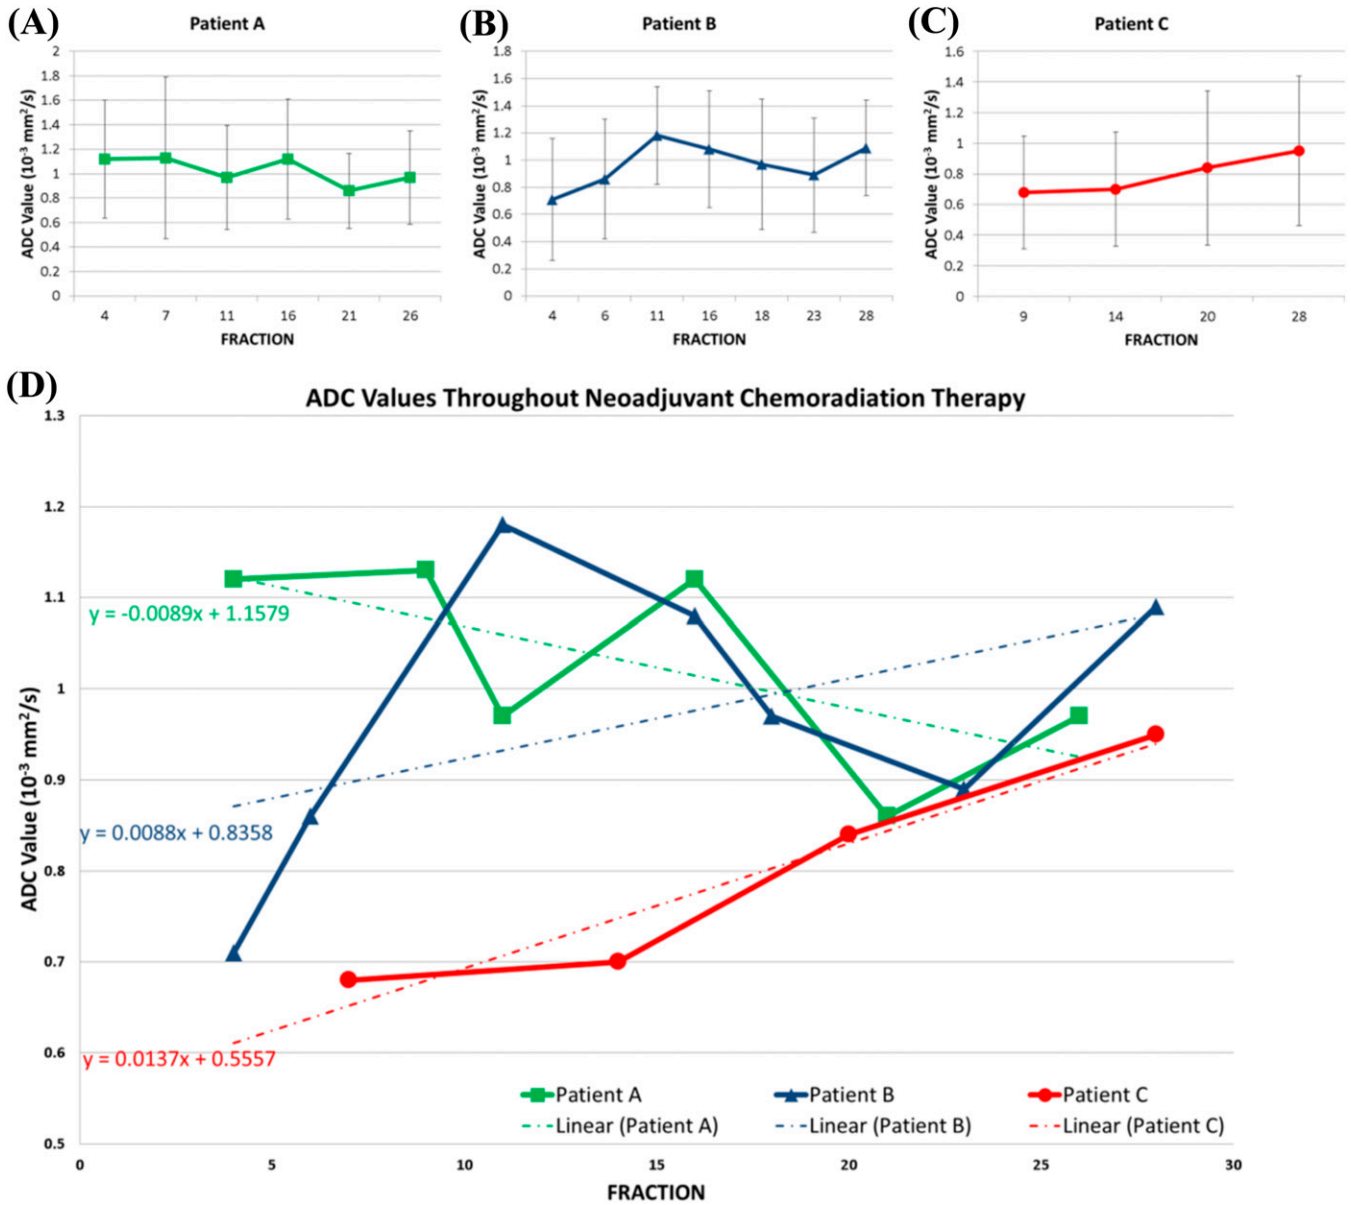 (A)
Patient A
ADC Value (10⁻³ mm²/s)
2
1.8
1.6
1.4
1.2
1
0.8
0.6
0.4
0.2
0
4 7 11 16 21 26
FRACTION
(B)
Patient B
ADC Value (10⁻³ mm²/s)
1.8
1.6
1.4
1.2
1
0.8
0.6
0.4
0.2
0
4 6 11 16 18 23 28
FRACTION
(C)
Patient C
ADC Value (10⁻³ mm²/s)
1.6
1.4
1.2
1
0.8
0.6
0.4
0.2
0
9 14 20 28
FRACTION
(D)
ADC Values Throughout Neoadjuvant Chemoradiation Therapy
ADC Value (10⁻³ mm²/s)
1.3
1.2
1.1
1
0.9
0.8
0.7
0.6
0.5
y = -0.0089x + 1.1579
y = 0.0088x + 0.8358
y = 0.0137x + 0.5557
Patient A Patient B Patient C
Linear (Patient A) Linear (Patient B) Linear (Patient C)
0 5 10 15 20 25 30
FRACTION